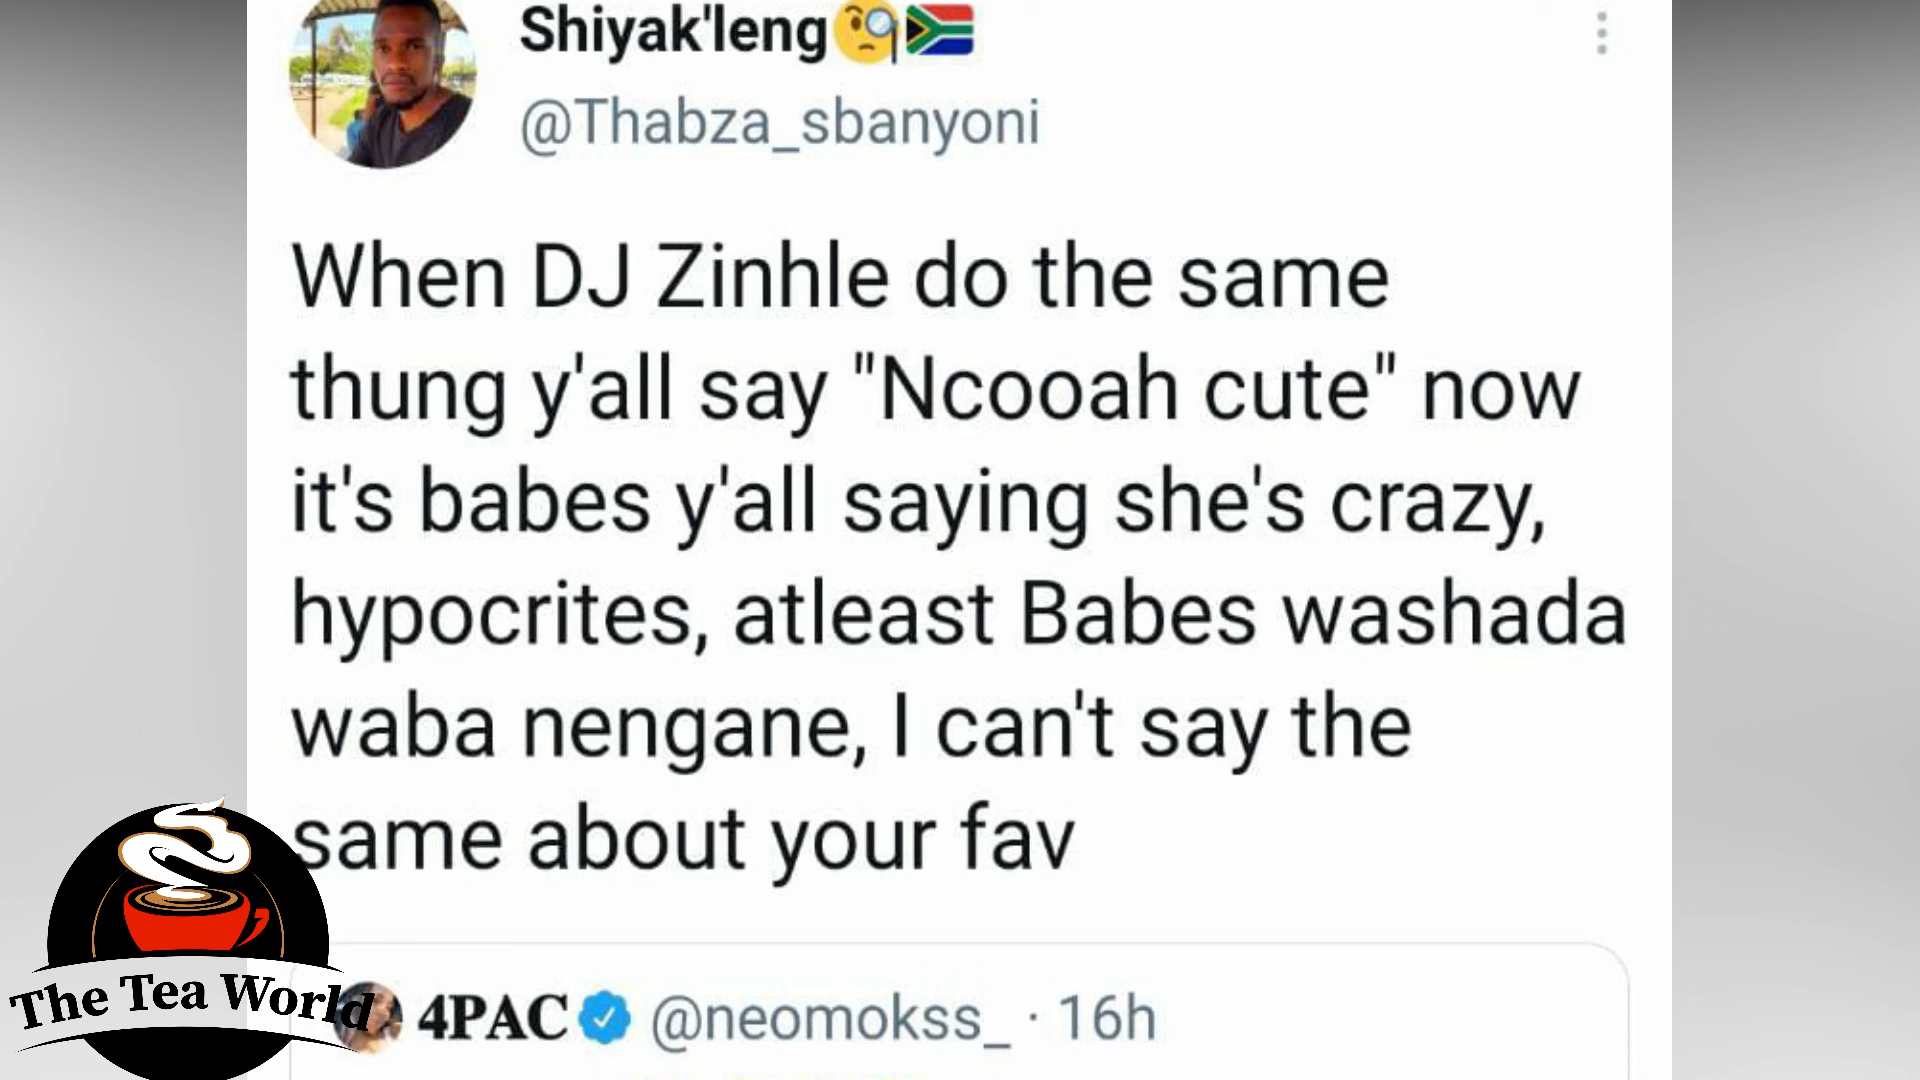 Shiyak'leng🧐🇿🇦
@Thabza_sbanyoni
When DJ Zinhle do the same
thung y'all say "Ncooah cute" now
it's babes y'all saying she's crazy,
hypocrites, atleast Babes washada
waba nengane, I can't say the
same about your fav
4PAC @neomokss_ · 16h
The Tea World